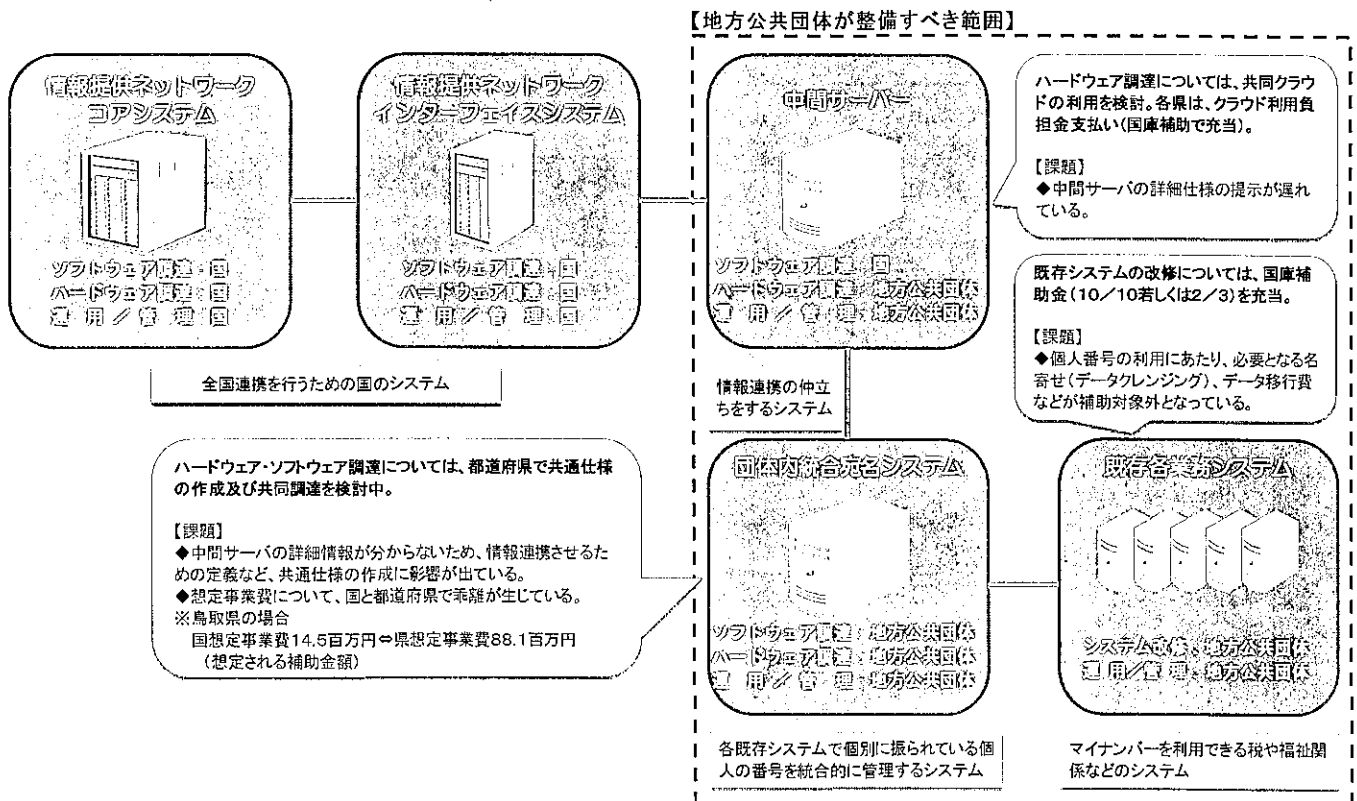 【地方公共団体が整備すべき範囲】
情報提供ネットワーク
コアシステム
ソフトウェア調達：国
ハードウェア調達：国
運用／管理：国
情報提供ネットワーク
インターフェイスシステム
ソフトウェア調達：国
ハードウェア調達：国
運用／管理：国
全国連携を行うための国のシステム
中間サーバー
ソフトウェア調達：国
ハードウェア調達：地方公共団体
運用／管理：地方公共団体
ハードウェア調達については、共同クラウ
ドの利用を検討。各県は、クラウド利用負
担金支払い(国庫補助で充当)。
【課題】
◆中間サーバの詳細仕様の提示が遅れ
ている。
既存システムの改修については、国庫補
助金(10／10若しくは2／3)を充当。
【課題】
◆個人番号の利用にあたり、必要となる名
寄せ(データクレンジング)、データ移行費
などが補助対象外となっている。
情報連携の仲立
ちをするシステム
ハードウェア・ソフトウェア調達については、都道府県で共通仕様
の作成及び共同調達を検討中。
【課題】
◆中間サーバの詳細情報が分からないため、情報連携させるた
めの定義など、共通仕様の作成に影響が出ている。
◆想定事業費について、国と都道府県で乖離が生じている。
※鳥取県の場合
国想定事業費14.5百万円⇔県想定事業費88.1百万円
(想定される補助金額)
団体内統合宛名システム
ソフトウェア調達：地方公共団体
ハードウェア調達：地方公共団体
運用／管理：地方公共団体
各既存システムで個別に振られている個
人の番号を統合的に管理するシステム
既存各業務システム
システム改修：地方公共団体
運用／管理：地方公共団体
マイナンバーを利用できる税や福祉関
係などのシステム